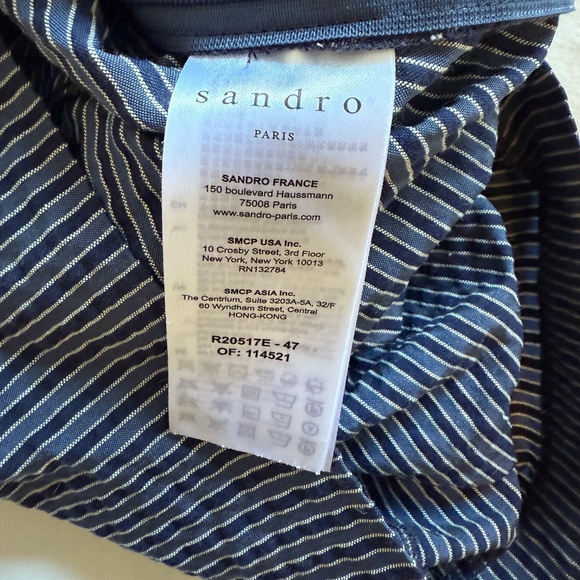 sandro
PARIS
SANDRO FRANCE
150 boulevard Haussmann
75008 Paris
www.sandro-paris.com
SMCP USA Inc.
10 Crosby Street, 3rd Floor
New York, New York 10013
RN132784
SMCP ASIA Inc.
The Centrium, Suite 3203A-5A, 32/F
60 Wyndham Street, Central
HONG-KONG
R20517E - 47
OF: 114521